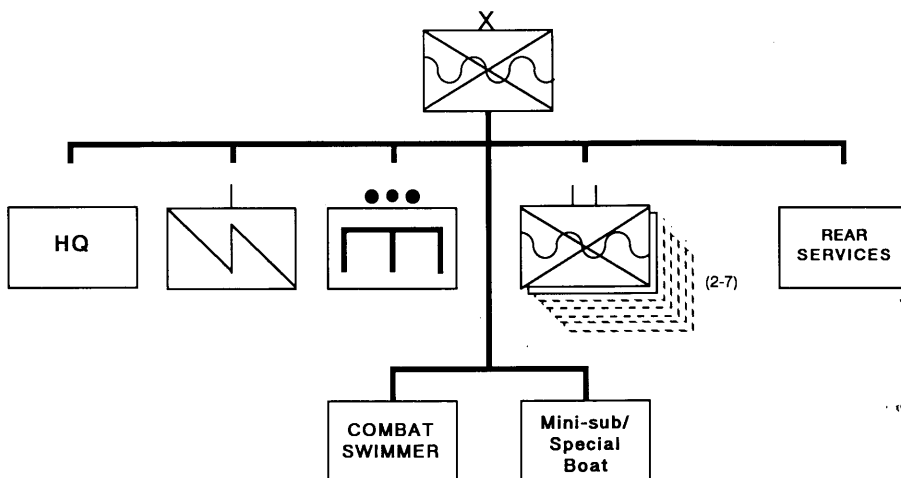 X
HQ
REAR
SERVICES
(2-7)
COMBAT
SWIMMER
Mini-sub/
Special
Boat